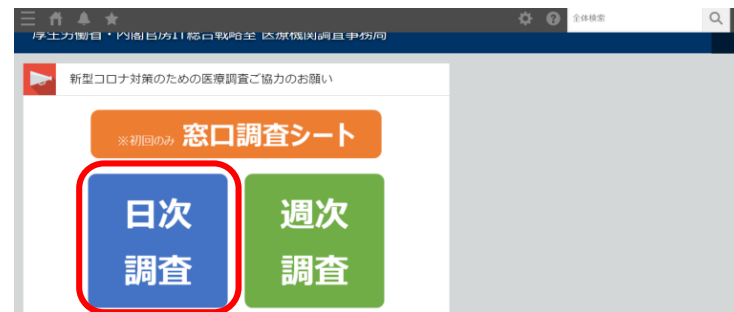 全体検索
厚生労働省・内閣官房IT総合戦略室 医療機関調査事務局
新型コロナ対策のための医療調査ご協力のお願い
※初回のみ 窓口調査シート
日次
調査
週次
調査